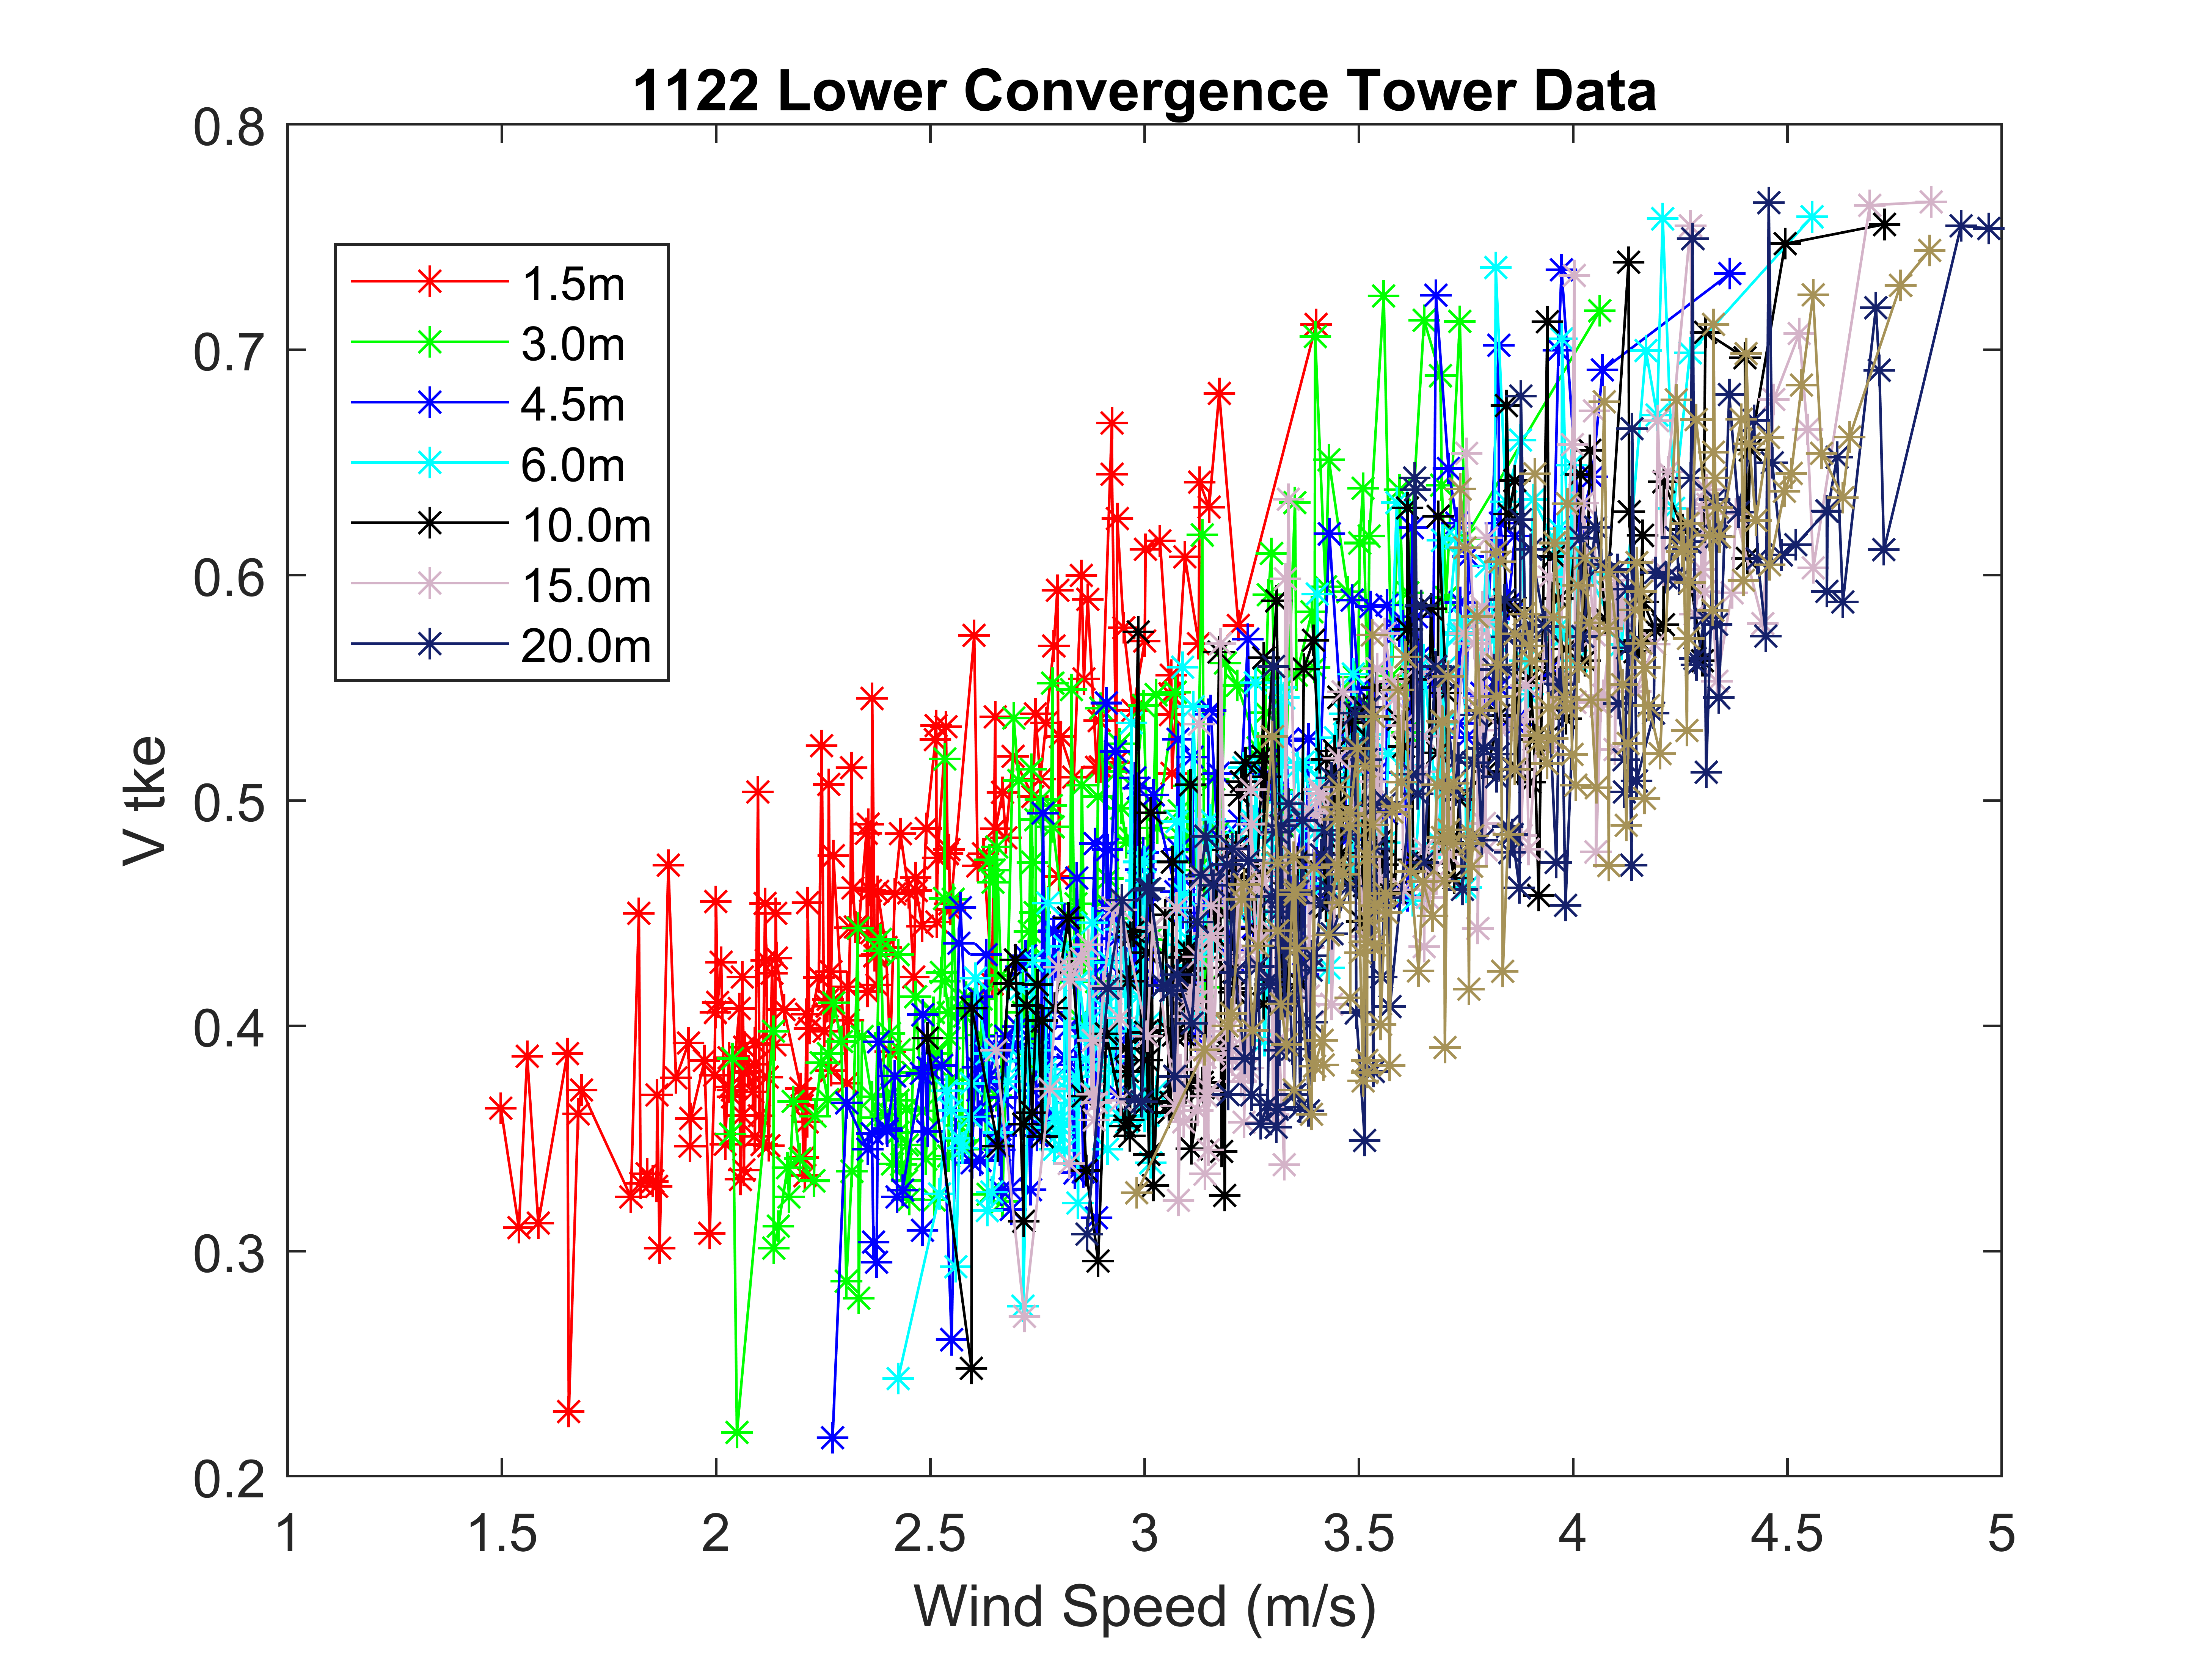 1122 Lower Convergence Tower Data
0.8
0.7
0.6
0.5
0.4
0.3
0.2
V tke
1.5m
3.0m
4.5m
6.0m
10.0m
15.0m
20.0m
1 1.5 2 2.5 3 3.5 4 4.5 5
Wind Speed (m/s)